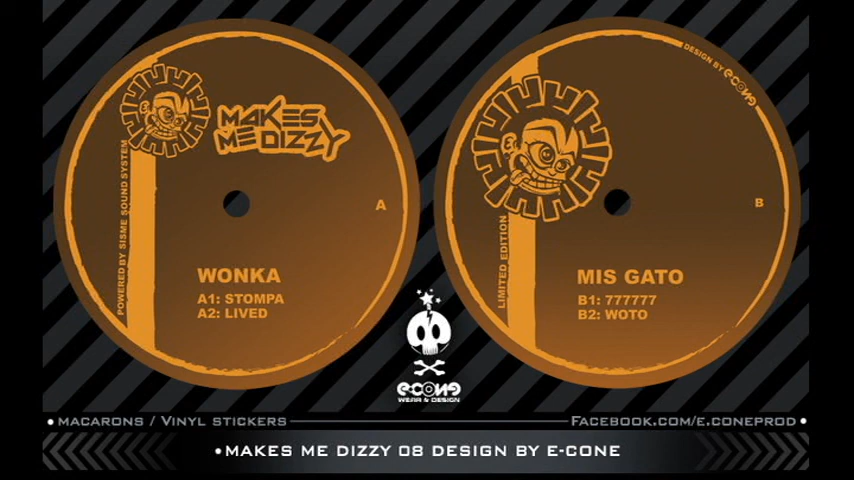 MAKES
ME DIZZY
POWERED BY SISME SOUND SYSTEM
A
WONKA
A1: STOMPA
A2: LIVED
DESIGN BY e-cone
LIMITED EDITION
B
MIS GATO
B1: 777777
B2: WOTO
e-cone
WEAR & DESIGN
•MACARONS / VINYL STICKERS
FACEBOOK.COM/E.CONEPROD•
•MAKES ME DIZZY 08 DESIGN BY E-CONE